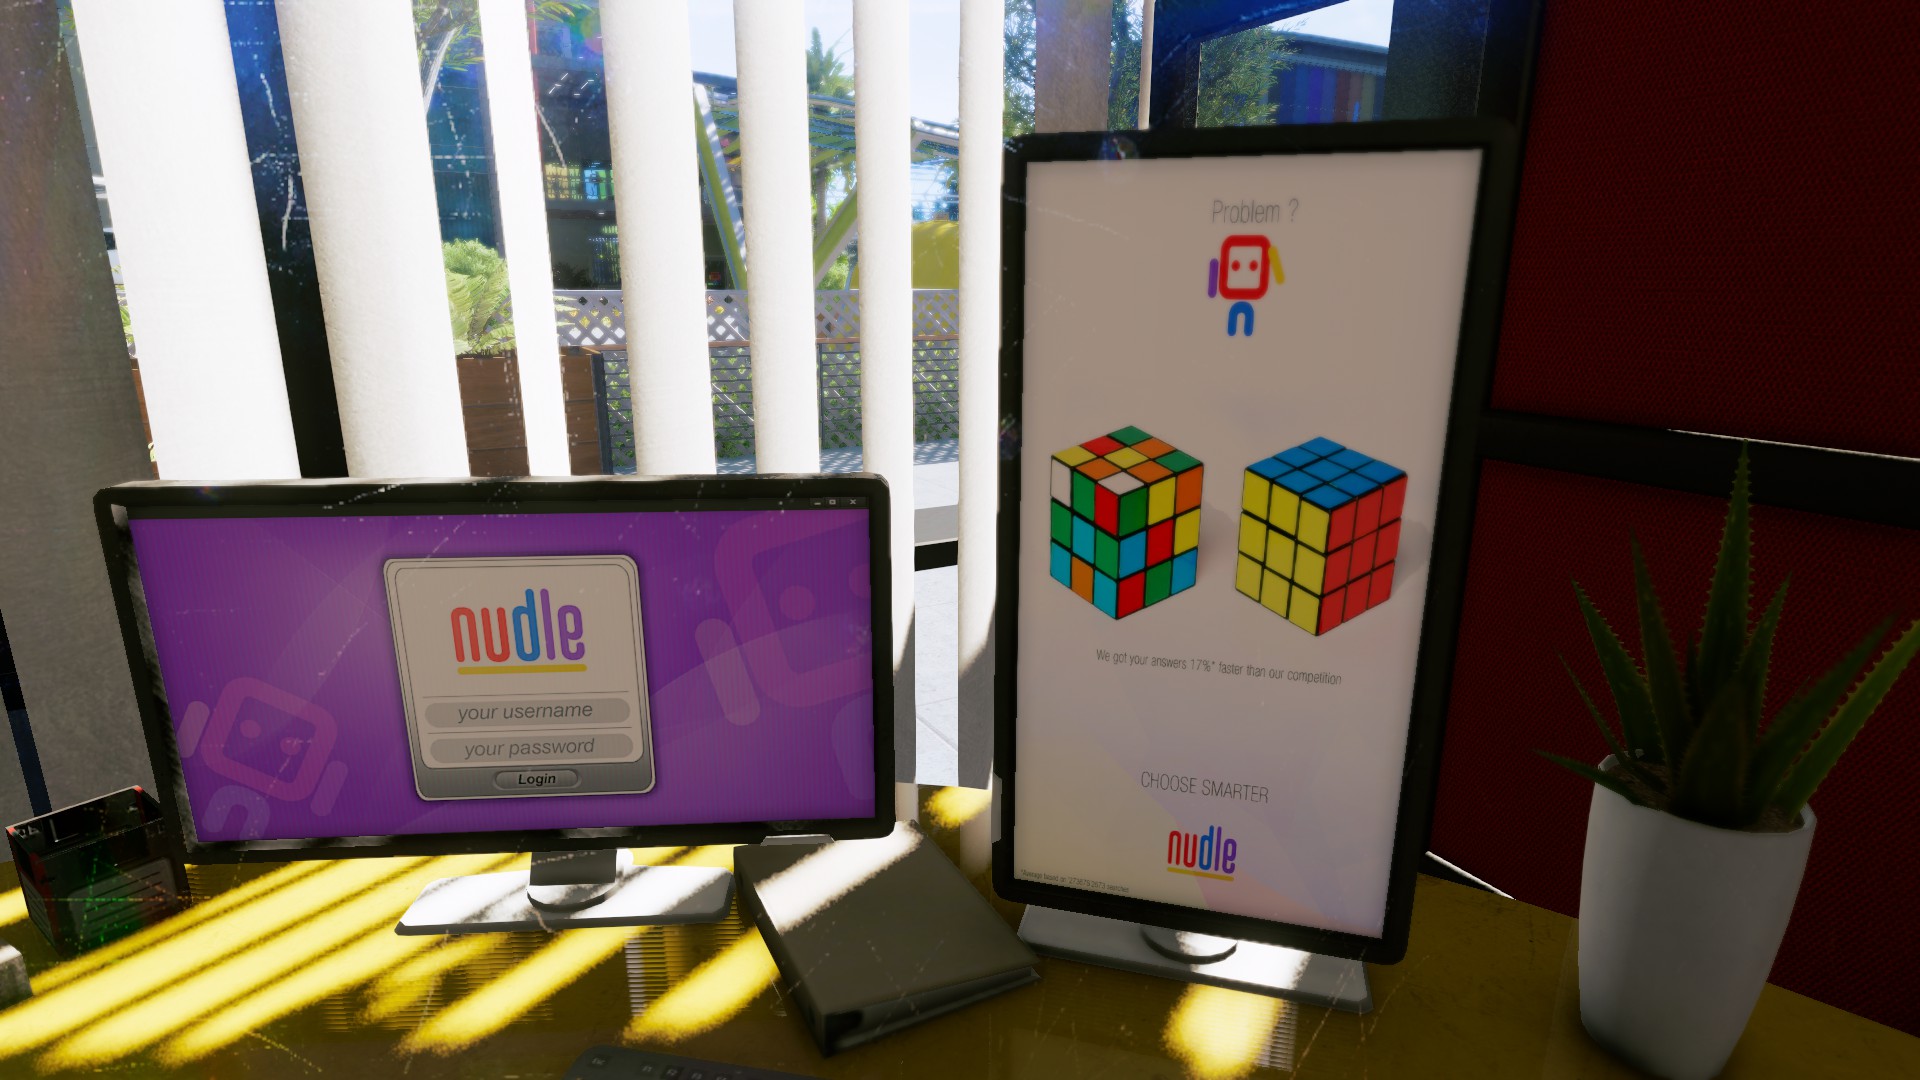 nudle
your username
your password
Login
Problem ?
We got your answers 17%* faster than our competition
CHOOSE SMARTER
nudle